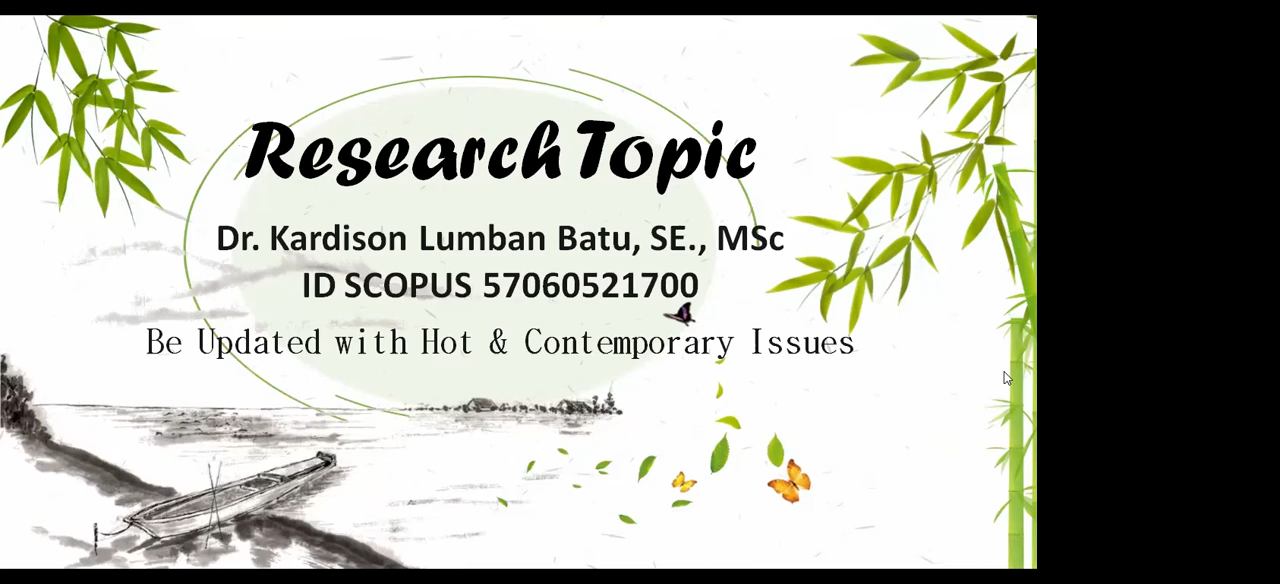 Research Topic
Dr. Kardison Lumban Batu, SE., MSc
ID SCOPUS 57060521700
Be Updated with Hot & Contemporary Issues